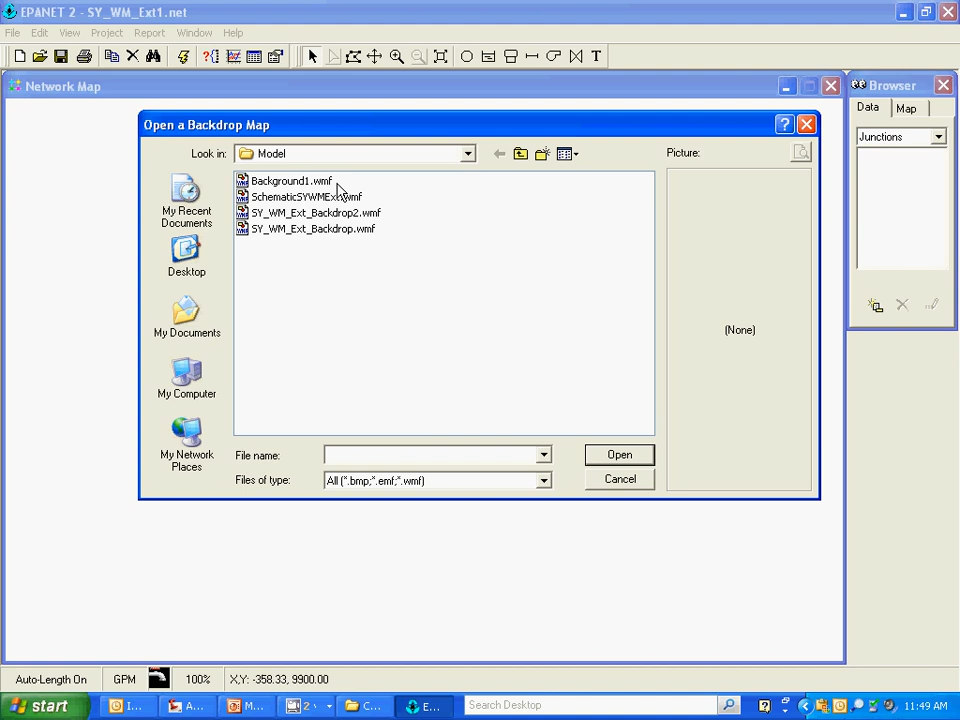 EPANET 2 - SY_WM_Ext1.net
File Edit View Project Report Window Help
Network Map
Browser
Data Map
Junctions
Open a Backdrop Map
Look in: Model
Picture:
My Recent
Documents
Desktop
My Documents
My Computer
My Network
Places
Background1.wmf
SY_WM_Ext_Backdrop2.wmf
SY_WM_Ext_Backdrop.wmf
(None)
File name:
Open
Files of type: All (*.bmp;*.emf;*.wmf)
Cancel
Auto-Length On GPM 100% X,Y: -358.33, 9900.00
start I... A... M... 2 C... E... Search Desktop 11:49 AM